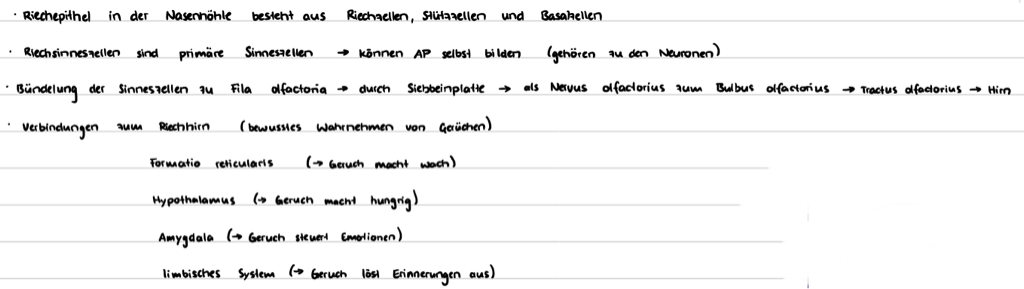 · Riechepithel in der Nasenhöhle besteht aus Riechzellen, Stützzellen und Basalzellen
· Riechsinneszellen sind primäre Sinneszellen → können AP selbst bilden (gehören zu den Neuronen)
· Bündelung der Sinneszellen zu Fila olfactoria → durch Siebbeinplatte → als Nervus olfactorius zum Bulbus olfactorius → Tractus olfactorius → Hirn
· Verbindungen zum Riechhirn (bewusstes Wahrnehmen von Gerüchen)
Formatio reticularis (→ Geruch macht wach)
Hypothalamus (→ Geruch macht hungrig)
Amygdala (→ Geruch steuert Emotionen)
limbisches System (→ Geruch löst Erinnerungen aus)